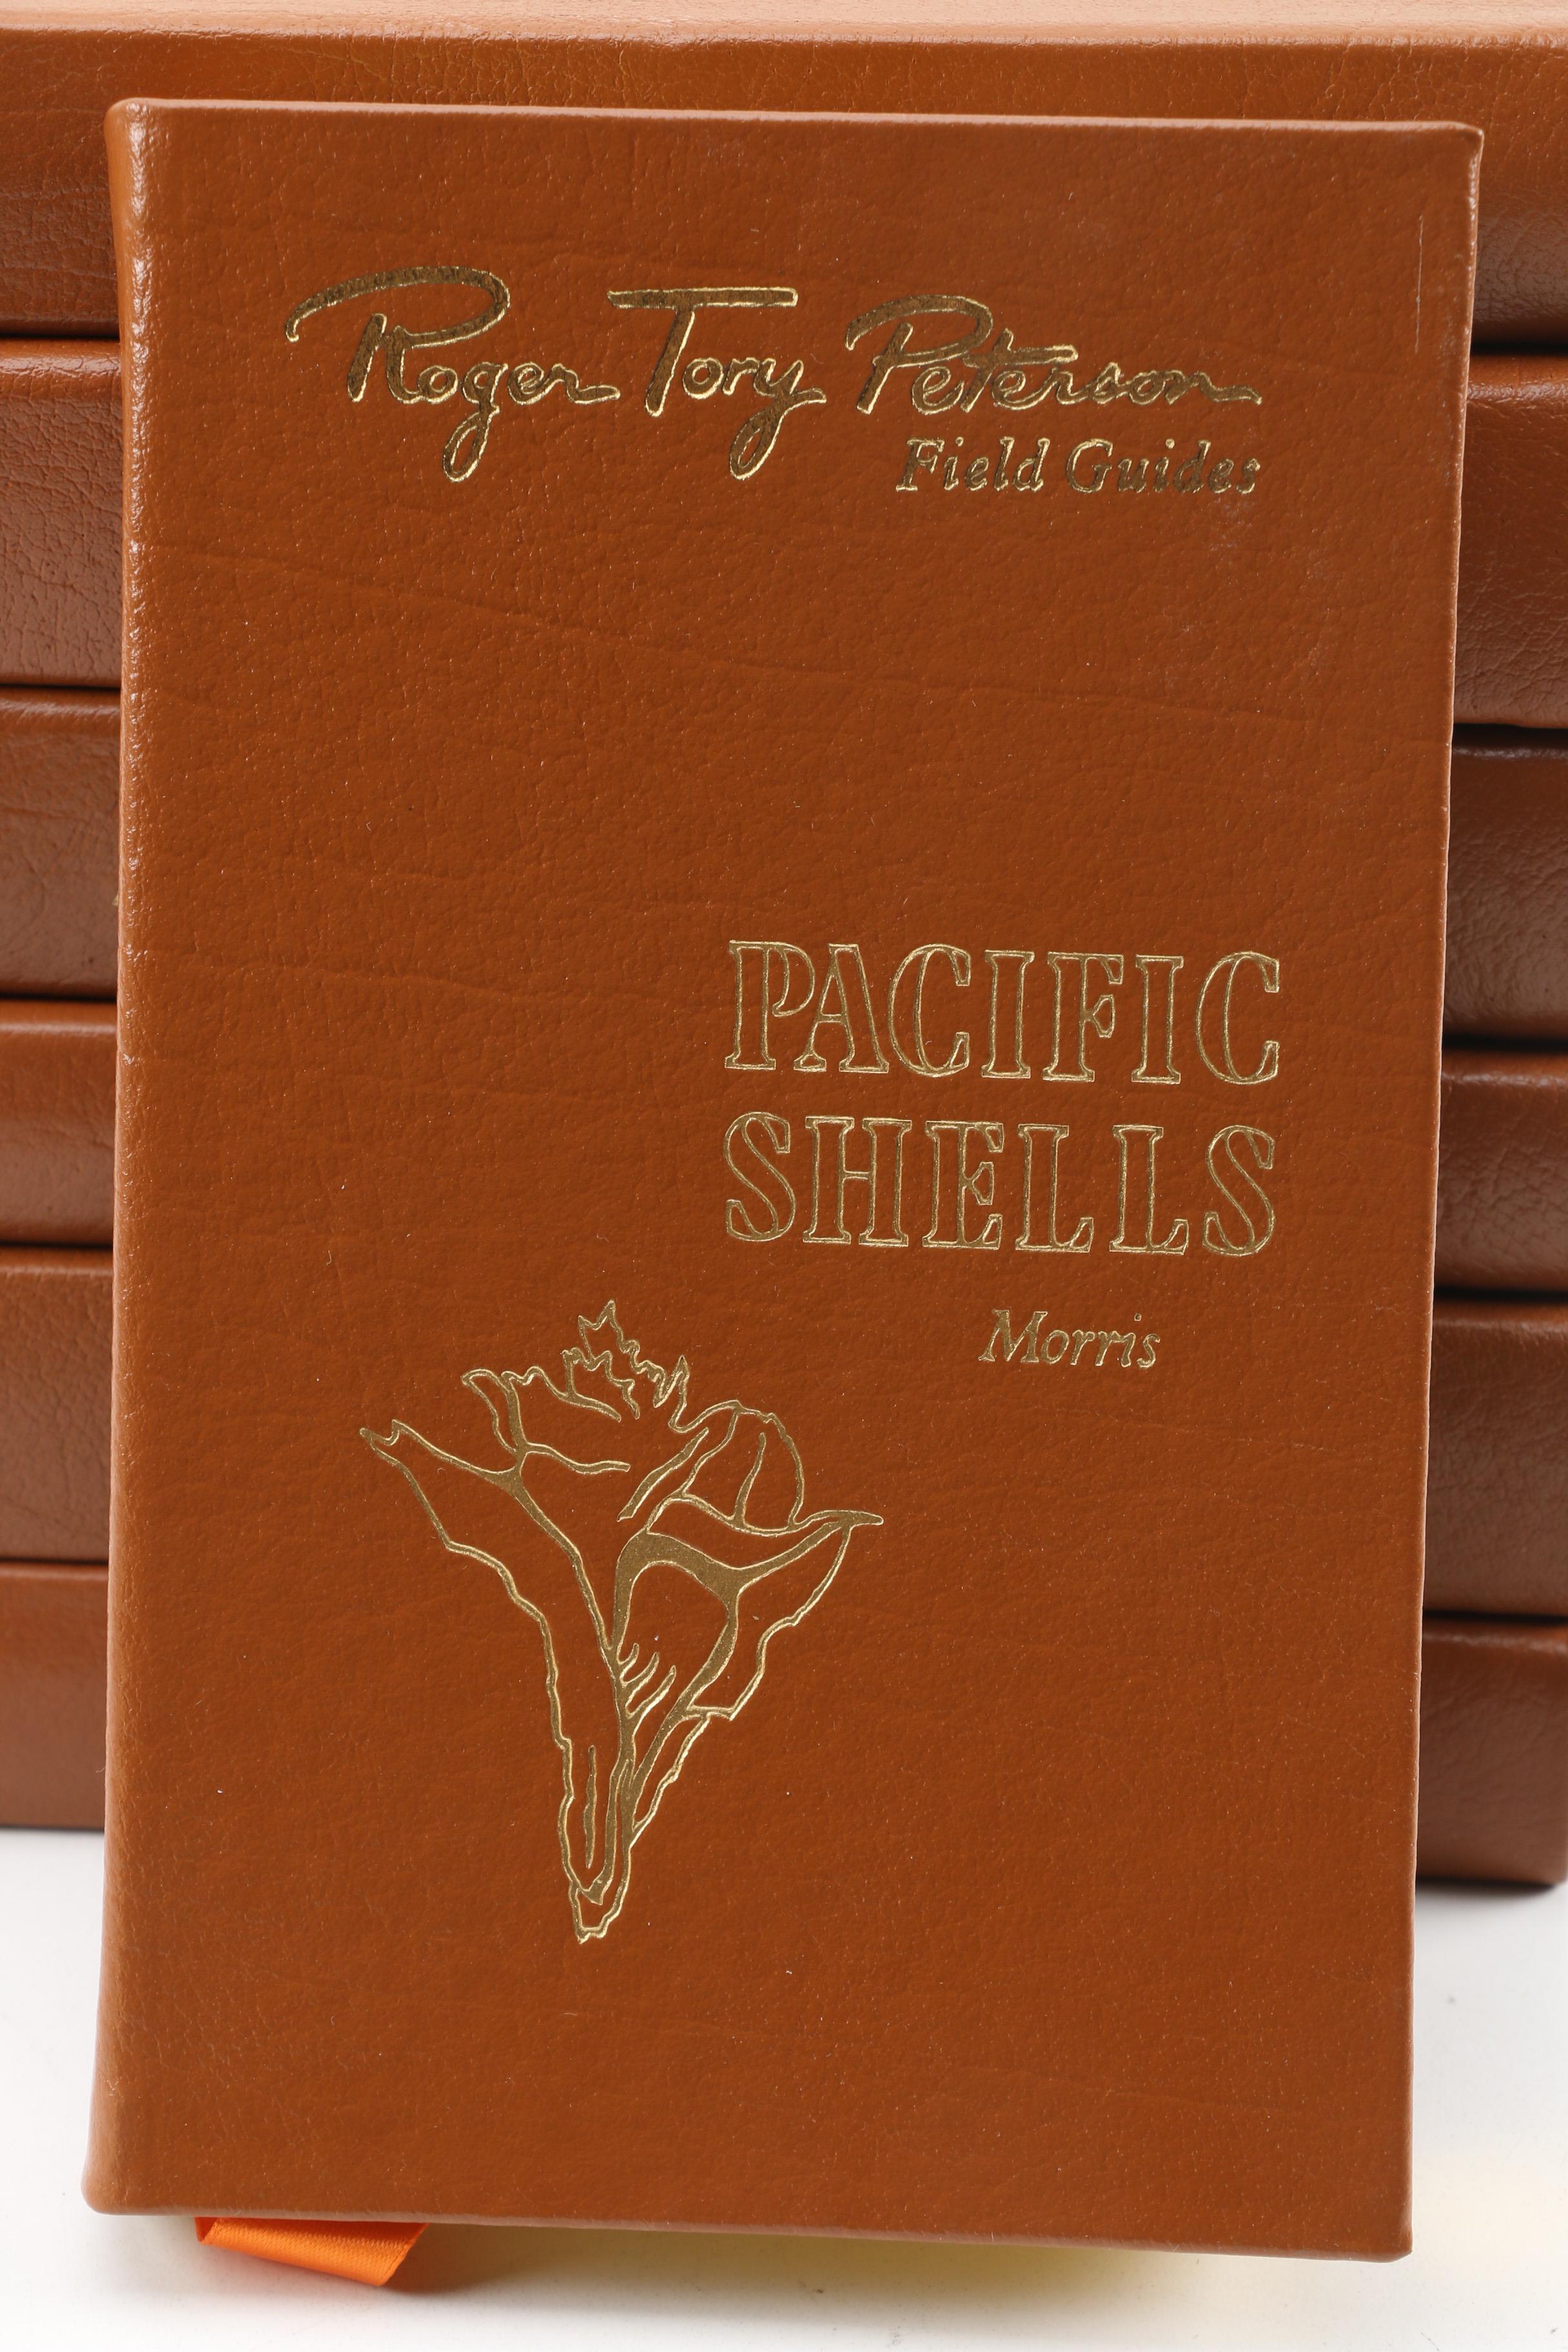 Roger Tory Peterson
Field Guides
PACIFIC
SHELLS
Morris